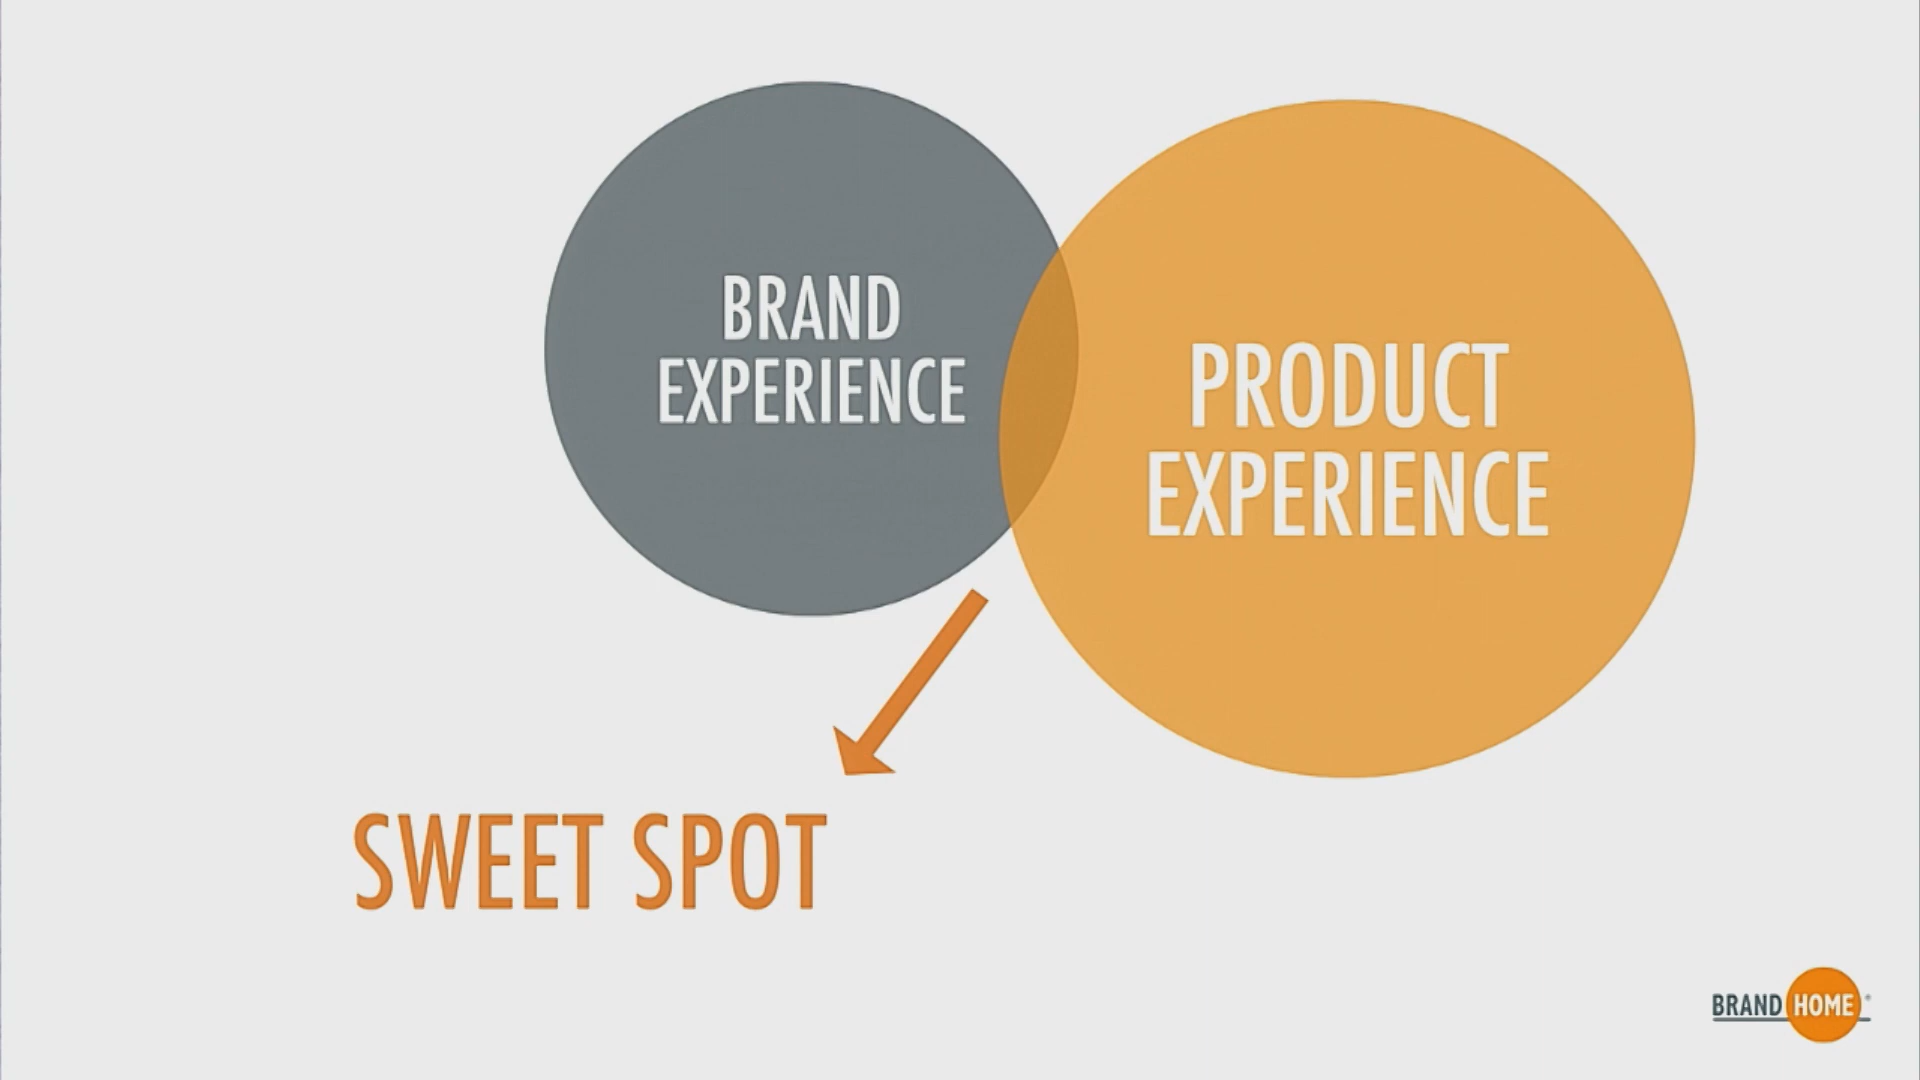 BRAND
EXPERIENCE
PRODUCT
EXPERIENCE
SWEET SPOT
BRAND HOME®